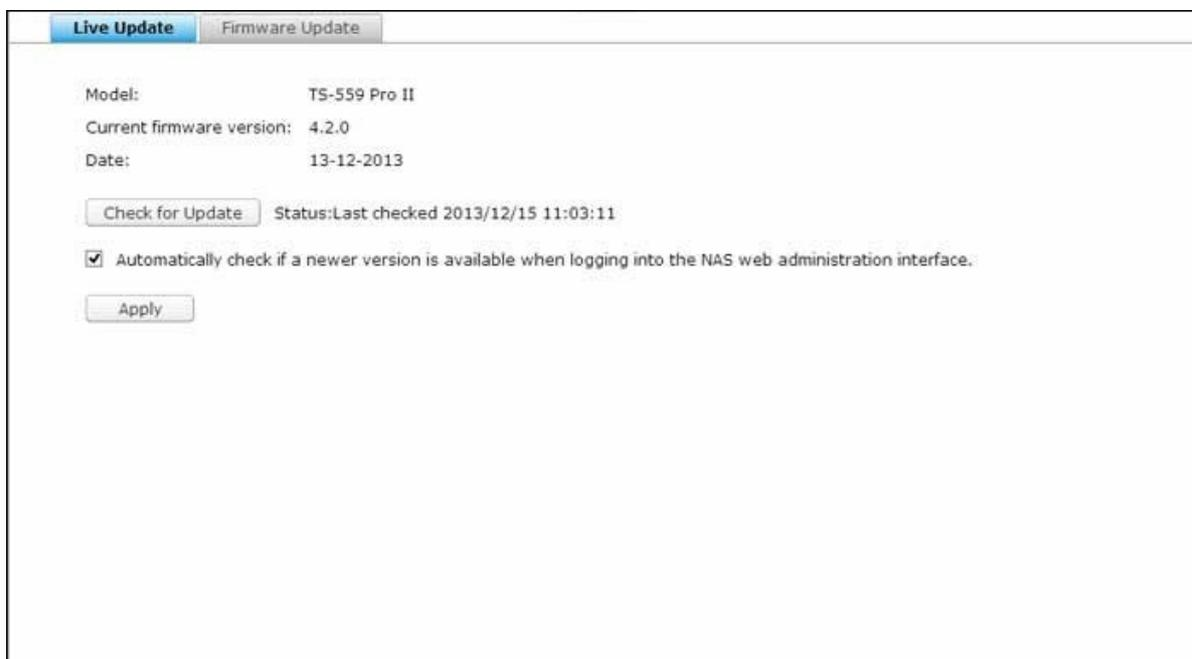 Live Update Firmware Update
Model: TS-559 Pro II
Current firmware version: 4.2.0
Date: 13-12-2013
Check for Update Status:Last checked 2013/12/15 11:03:11
Automatically check if a newer version is available when logging into the NAS web administration interface.
Apply